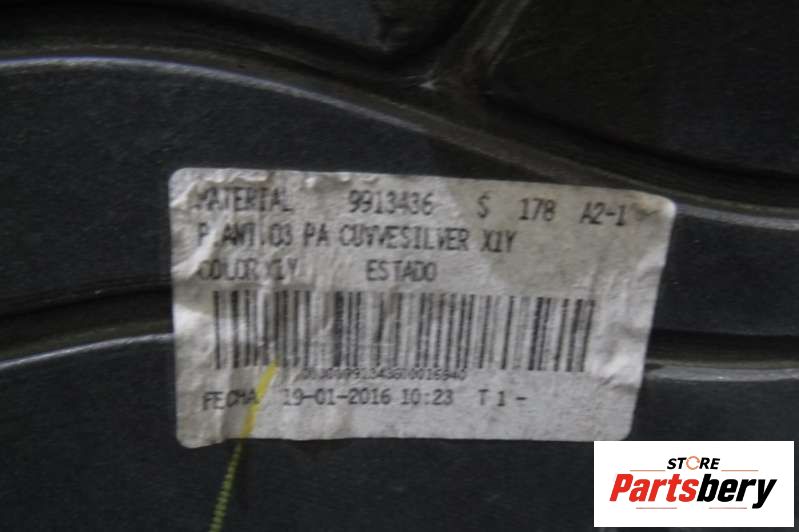 MATERIAL 9913436 S 178 A2-1
P.ANT.03 PA CUVVESILVER X1Y
COLOR X1Y ESTADO
FECHA 19-01-2016 10:23 T 1 -
STORE
Partsbery